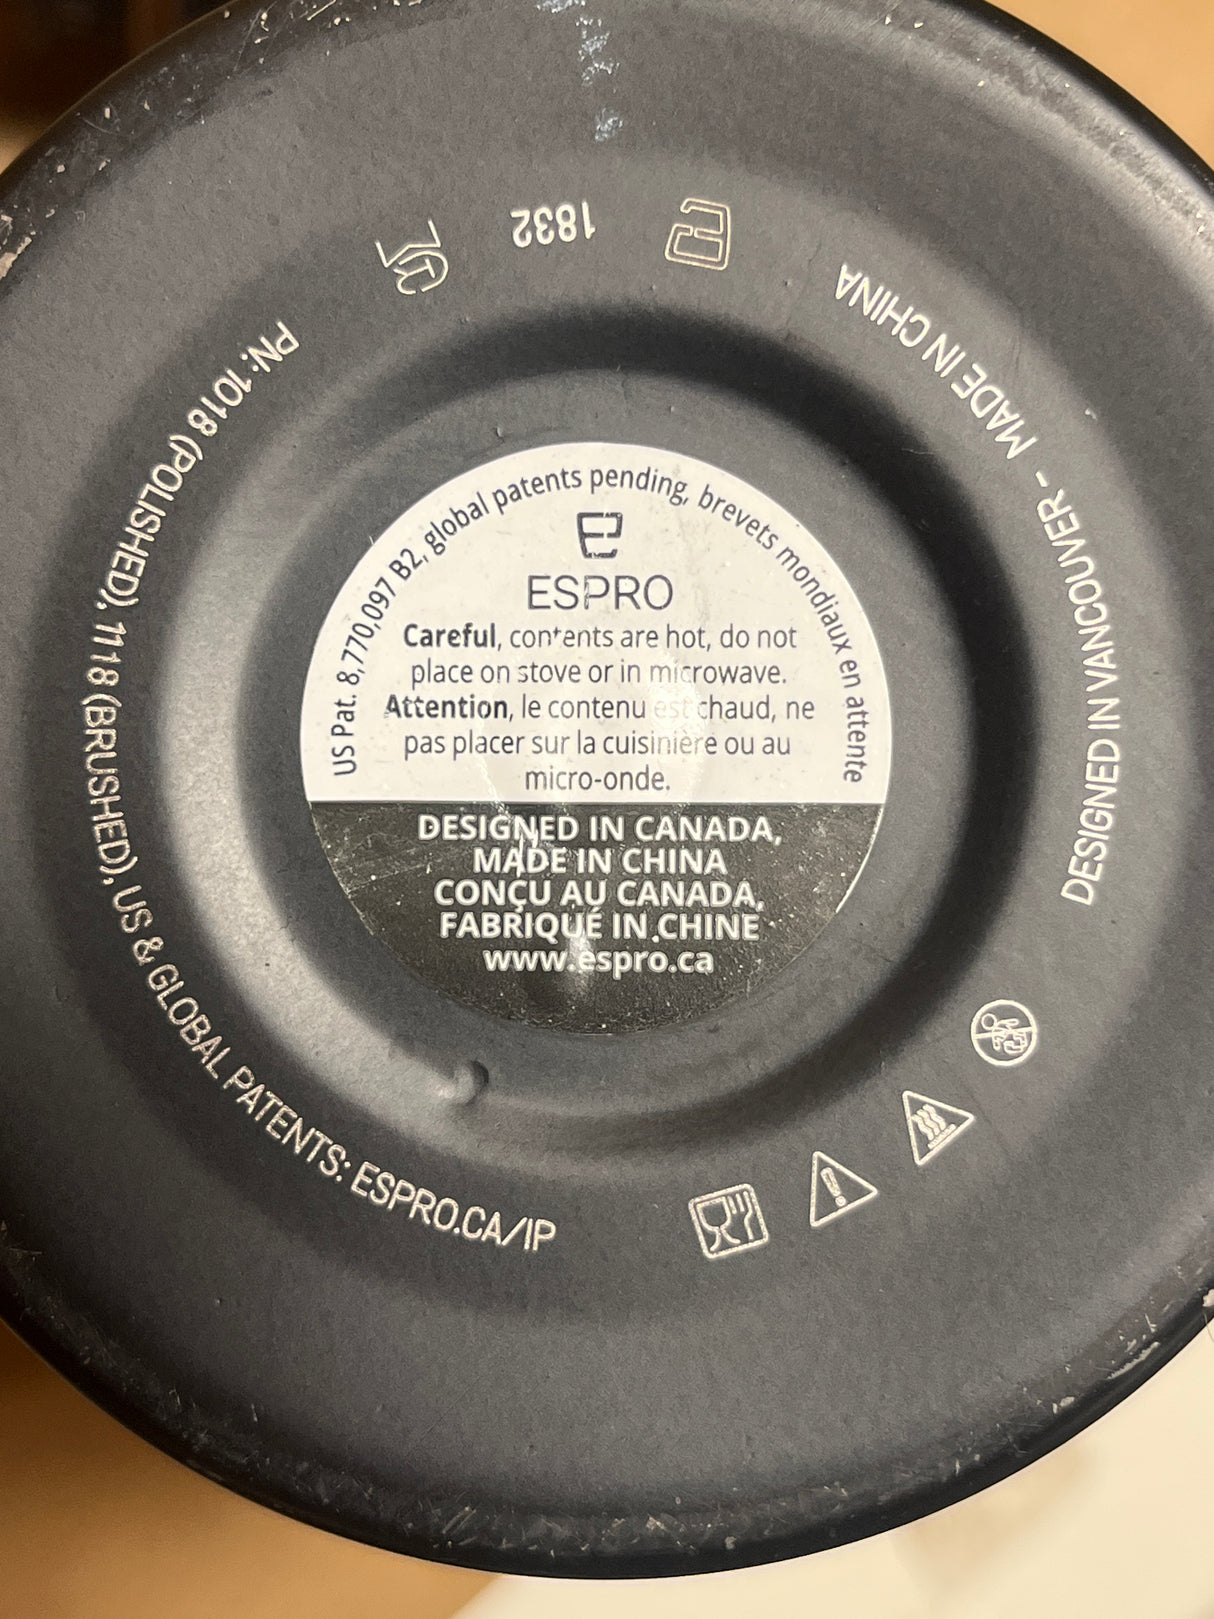 US Pat. 8,770,097 B2, global patents pending, brevets mondiaux en attente
ESPRO
Careful, contents are hot, do not
place on stove or in microwave.
Attention, le contenu est chaud, ne
pas placer sur la cuisinière ou au
micro-onde.
DESIGNED IN CANADA,
MADE IN CHINA
CONÇU AU CANADA,
FABRIQUÉ IN CHINE
www.espro.ca
PN: 1018 (POLISHED), 1118 (BRUSHED), US & GLOBAL PATENTS: ESPRO.CA/IP
DESIGNED IN VANCOUVER - MADE IN CHINA
1832